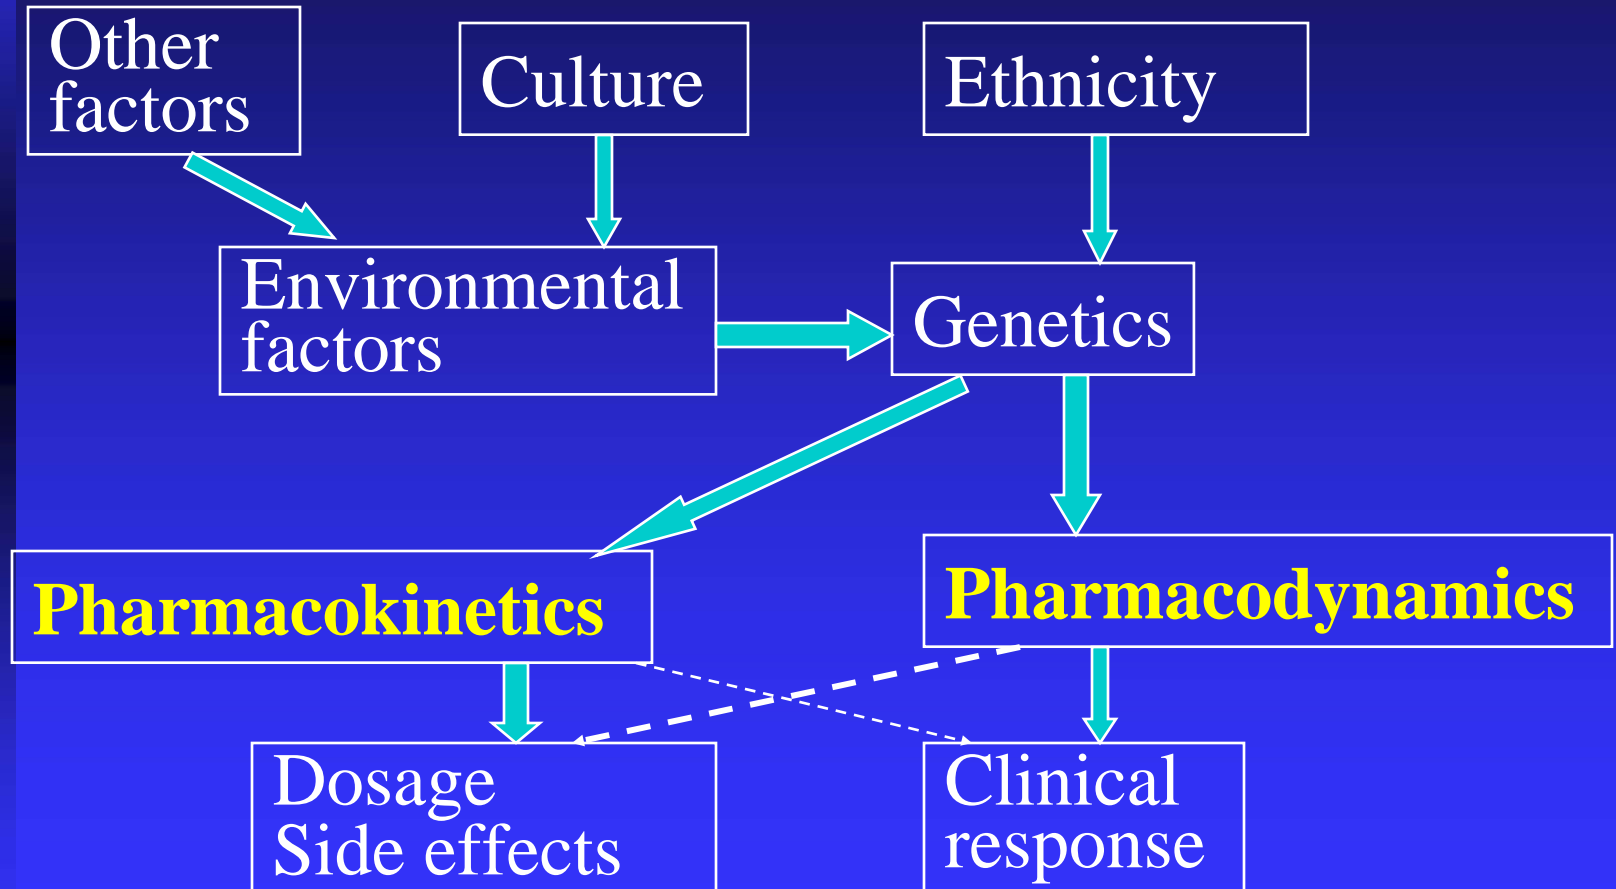 Other
factors
Culture
Ethnicity
Environmental
factors
Genetics
Pharmacokinetics
Pharmacodynamics
Dosage
Side effects
Clinical
response